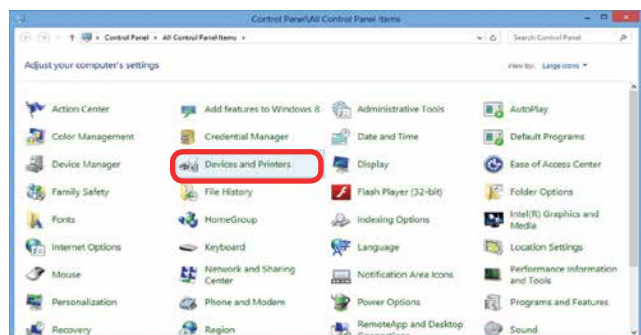 Control Panel\All Control Panel Items
Control Panel ▸ All Control Panel Items ▸
Search Control Panel
Adjust your computer's settings
View by: Large icons
Action Center
Add features to Windows 8
Administrative Tools
AutoPlay
Color Management
Credential Manager
Date and Time
Default Programs
Device Manager
Devices and Printers
Display
Ease of Access Center
Family Safety
File History
Flash Player (32-bit)
Folder Options
Fonts
HomeGroup
Indexing Options
Intel(R) Graphics and
Media
Internet Options
Keyboard
Language
Location Settings
Mouse
Network and Sharing
Center
Notification Area Icons
Performance Information
and Tools
Personalization
Phone and Modem
Power Options
Programs and Features
Recovery
Region
RemoteApp and Desktop
Sound